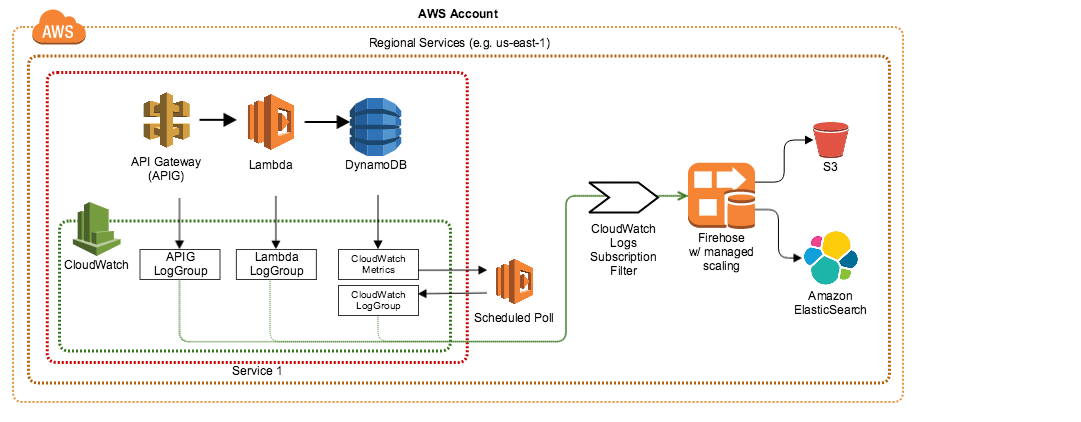 AWS Account
AWS
Regional Services (e.g. us-east-1)
API Gateway
(APIG)
Lambda
DynamoDB
CloudWatch
APIG
LogGroup
Lambda
LogGroup
CloudWatch
Metrics
CloudWatch
LogGroup
Scheduled Poll
Service 1
CloudWatch
Logs
Subscription
Filter
Firehose
w/ managed
scaling
S3
Amazon
ElasticSearch